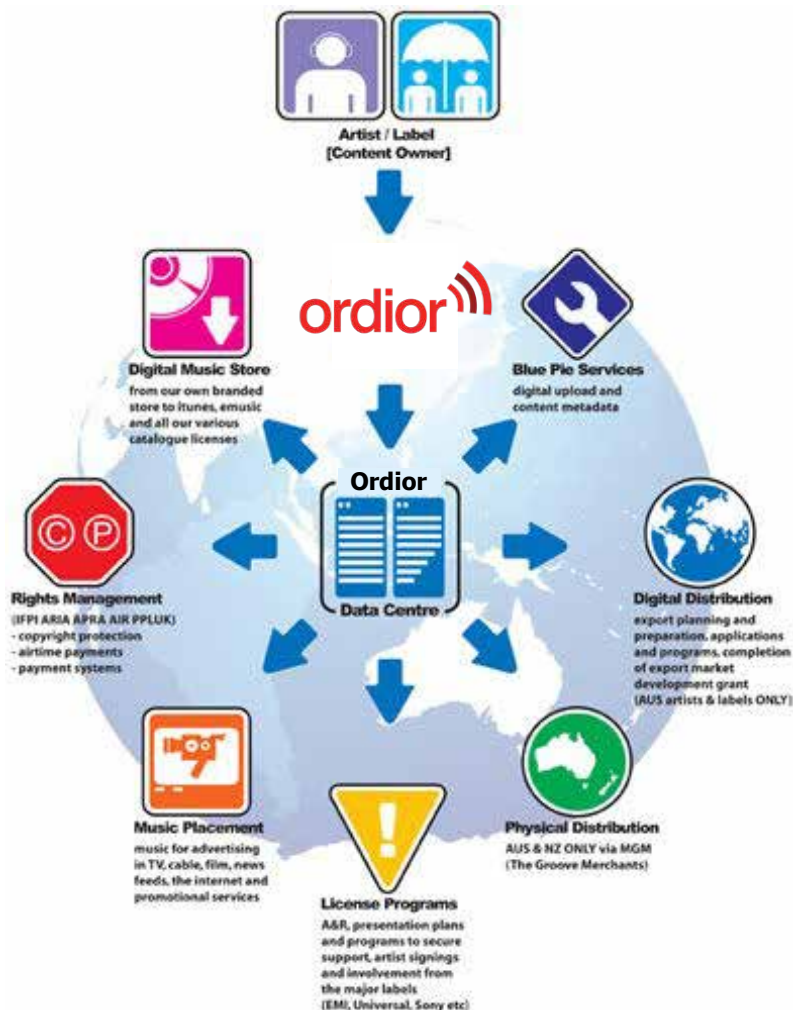 Artist / Label
[Content Owner]
ordior
Digital Music Store
from our own branded
store to itunes, emusic
and all our various
catalogue licenses
Blue Pie Services
digital upload and
content metadata
Ordior
Data Centre
C P
Rights Management
(IFPI ARIA APRA AIR PPLUK)
- copyright protection
- airtime payments
- payment systems
Digital Distribution
export planning and
preparation, applications
and programs, completion
of export market
development grant
(AUS artists & labels ONLY)
Music Placement
music for advertising
in TV, cable, film, news
feeds, the internet and
promotional services
!
License Programs
A&R, presentation plans
and programs to secure
support, artist signings
and involvement from
the major labels
(EMI, Universal, Sony etc)
Physical Distribution
AUS & NZ ONLY via MGM
(The Groove Merchants)